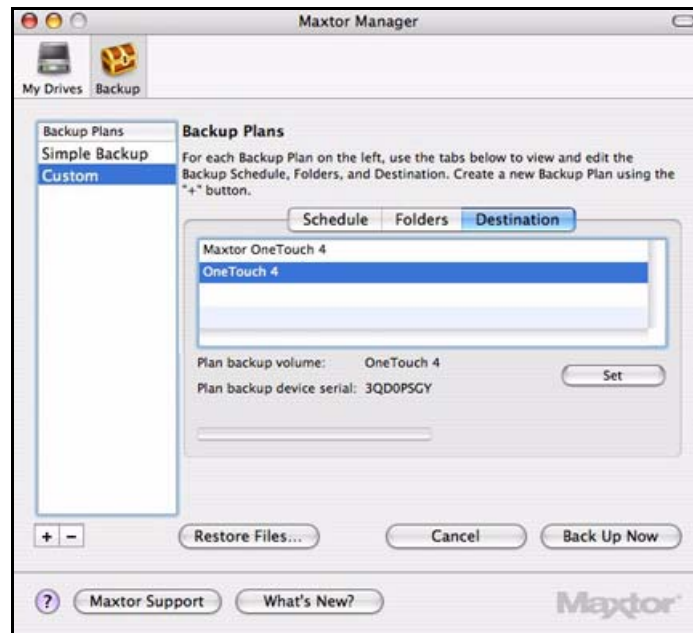 Maxtor Manager
My Drives Backup
Backup Plans
Simple Backup
Custom
Backup Plans
For each Backup Plan on the left, use the tabs below to view and edit the
Backup Schedule, Folders, and Destination. Create a new Backup Plan using the
"+" button.
Schedule Folders Destination
Maxtor OneTouch 4
OneTouch 4
Plan backup volume: OneTouch 4
Plan backup device serial: 3QD0PSGY
Set
+ −
Restore Files... Cancel Back Up Now
? Maxtor Support What's New? Maxtor